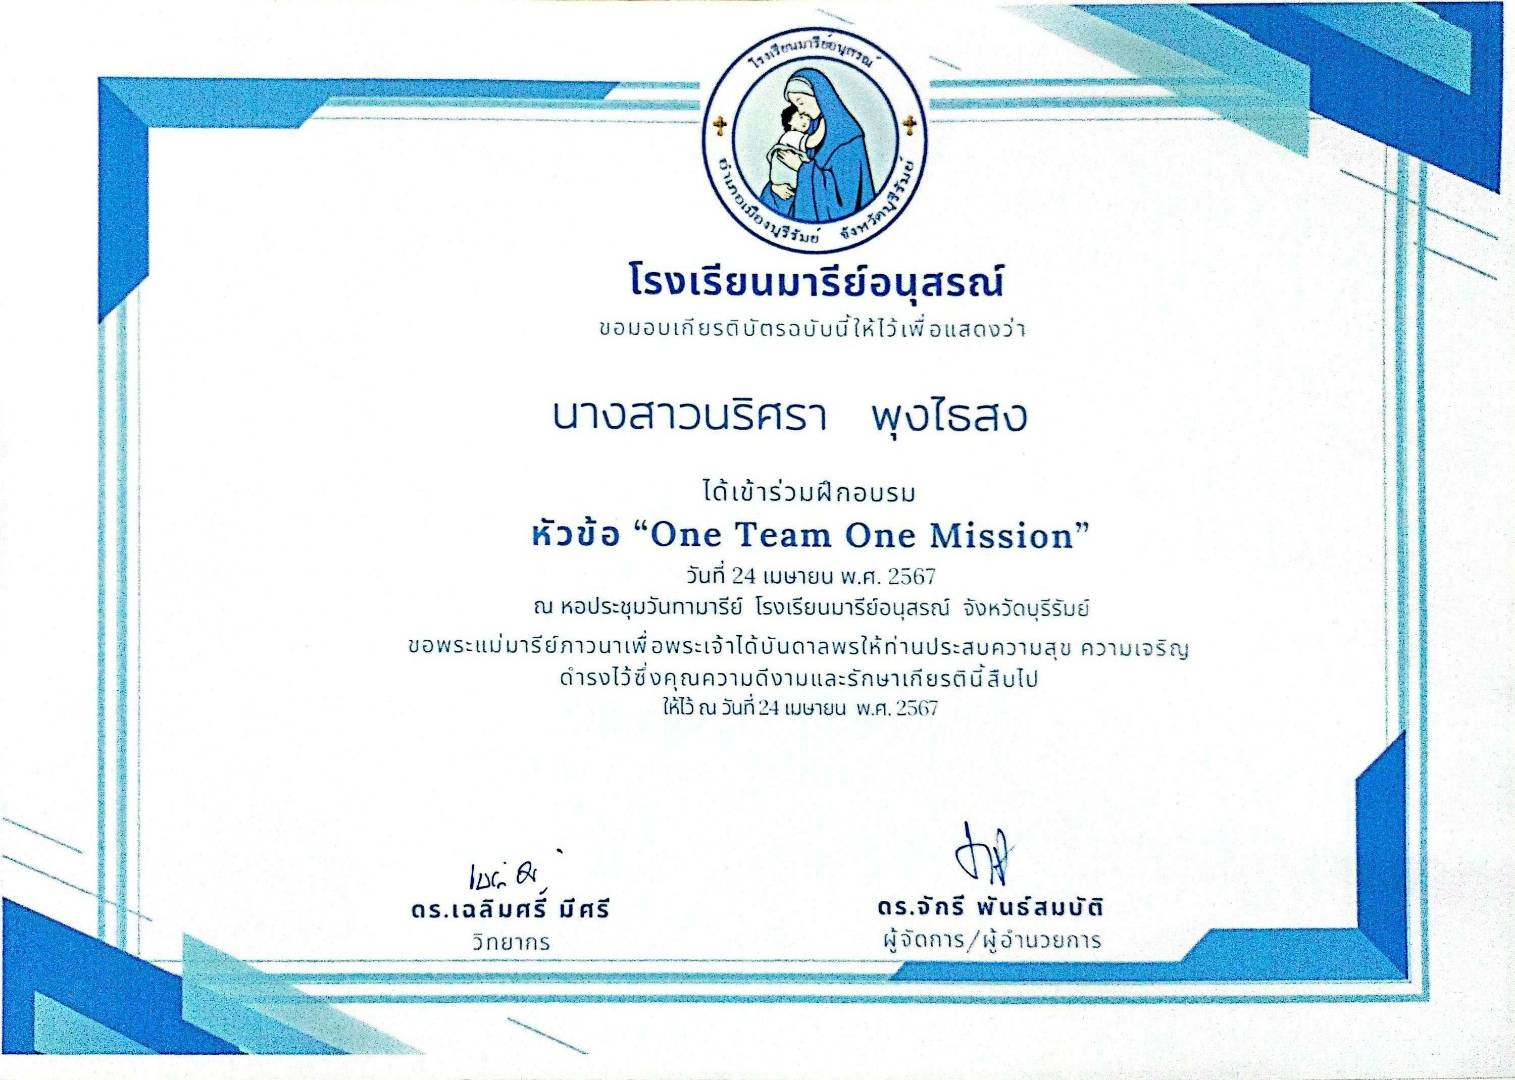 โรงเรียนมารีย์อนุสรณ์
อำเภอเมืองบุรีรัมย์ จังหวัดบุรีรัมย์
โรงเรียนมารีย์อนุสรณ์
ขอมอบเกียรติบัตรฉบับนี้ให้ไว้เพื่อแสดงว่า
นางสาวนริศรา พุงไธสง
ได้เข้าร่วมฝึกอบรม
หัวข้อ “One Team One Mission”
วันที่ 24 เมษายน พ.ศ. 2567
ณ หอประชุมวันทามารีย์ โรงเรียนมารีย์อนุสรณ์ จังหวัดบุรีรัมย์
ขอพระแม่มารีย์ภาวนาเพื่อพระเจ้าได้บันดาลพรให้ท่านประสบความสุข ความเจริญ
ดำรงไว้ซึ่งคุณความดีงามและรักษาเกียรตินี้สืบไป
ให้ไว้ ณ วันที่ 24 เมษายน พ.ศ. 2567
ดร.เฉลิมศรี มีศรี
วิทยากร
ดร.จักรี พันธ์สมบัติ
ผู้จัดการ/ผู้อำนวยการ